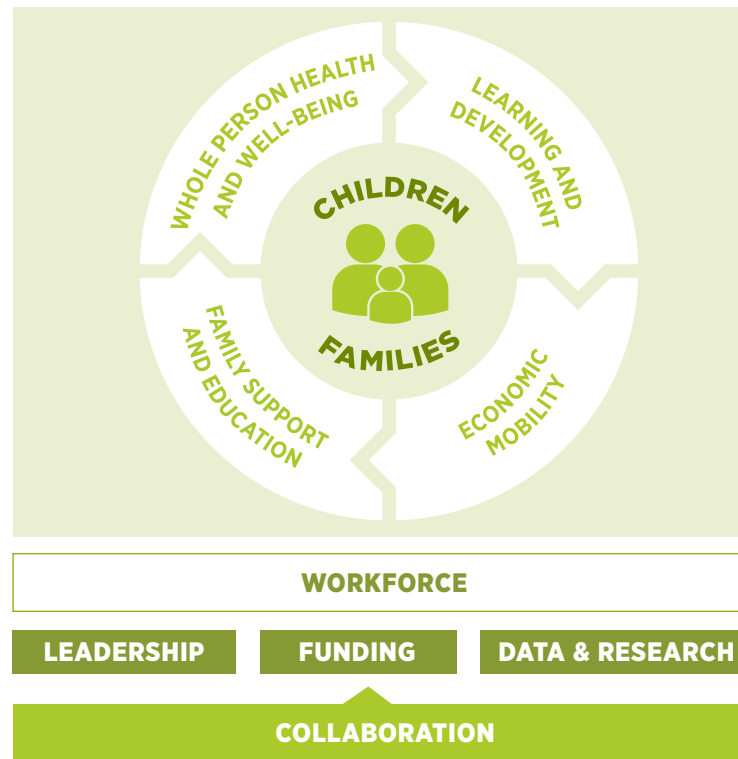 WHOLE PERSON HEALTH
AND WELL-BEING
LEARNING AND
DEVELOPMENT
CHILDREN
FAMILIES
FAMILY SUPPORT
AND EDUCATION
ECONOMIC
MOBILITY
WORKFORCE
LEADERSHIP
FUNDING
DATA & RESEARCH
COLLABORATION